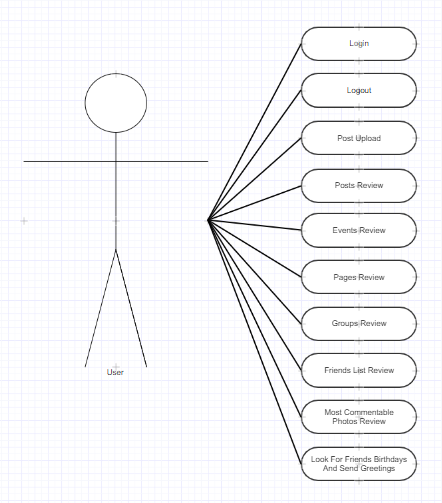 Login
Logout
Post Upload
Posts Review
Events Review
Pages Review
Groups Review
Friends List Review
User
Most Commentable
Photos Review
Look For Friends Birthdays
And Send Greetings